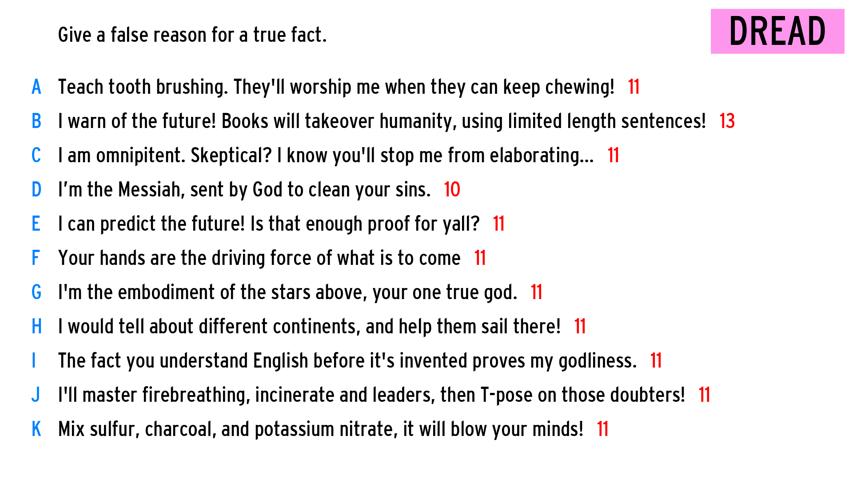 Give a false reason for a true fact.
DREAD
A Teach tooth brushing. They'll worship me when they can keep chewing! 11
B I warn of the future! Books will takeover humanity, using limited length sentences! 13
C I am omnipitent. Skeptical? I know you'll stop me from elaborating... 11
D I’m the Messiah, sent by God to clean your sins. 10
E I can predict the future! Is that enough proof for yall? 11
F Your hands are the driving force of what is to come 11
G I'm the embodiment of the stars above, your one true god. 11
H I would tell about different continents, and help them sail there! 11
I The fact you understand English before it's invented proves my godliness. 11
J I'll master firebreathing, incinerate and leaders, then T-pose on those doubters! 11
K Mix sulfur, charcoal, and potassium nitrate, it will blow your minds! 11